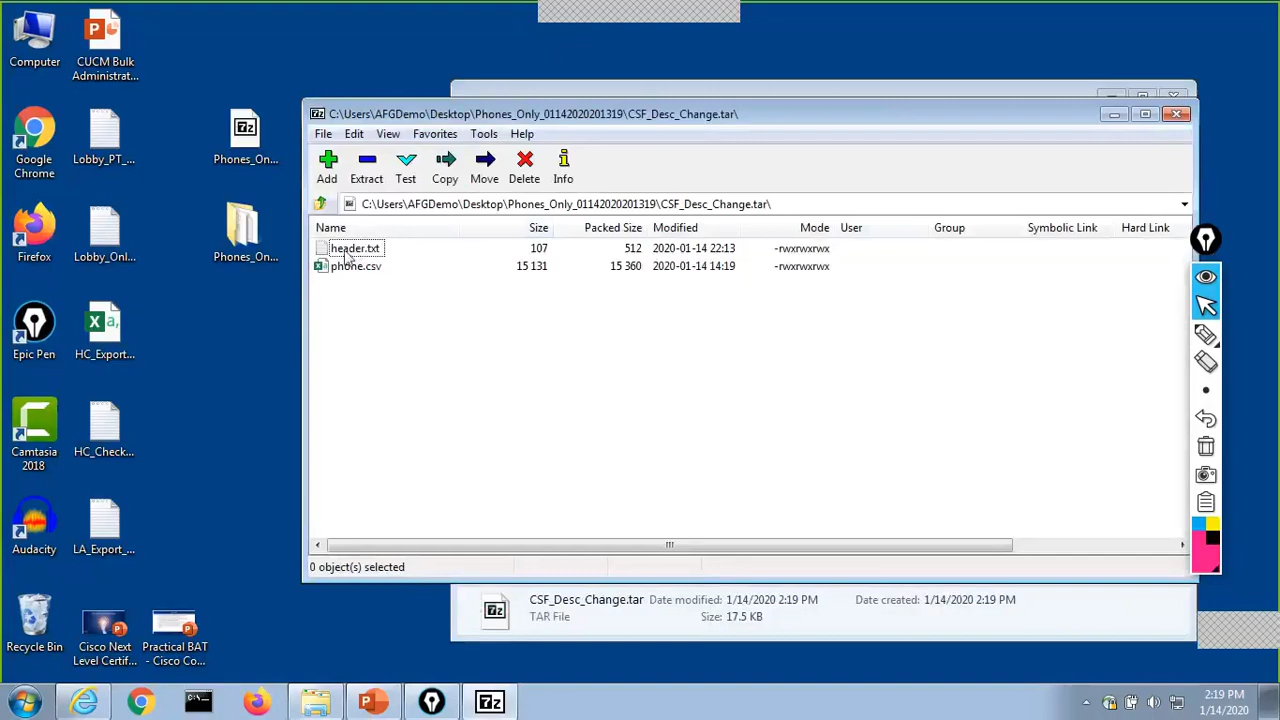 Computer
CUCM Bulk
Administrat...
Google
Chrome
Lobby_PT_...
Phones_On...
Firefox
Lobby_Onl...
Phones_On...
Epic Pen
HC_Export...
Camtasia
2018
HC_Check...
Audacity
LA_Export_...
Recycle Bin
Cisco Next
Level Certif...
Practical BAT
- Cisco Co...
7z C:\Users\AFGDemo\Desktop\Phones_Only_01142020201319\CSF_Desc_Change.tar\
File Edit View Favorites Tools Help
Add Extract Test Copy Move Delete Info
C:\Users\AFGDemo\Desktop\Phones_Only_01142020201319\CSF_Desc_Change.tar\
Name Size Packed Size Modified Mode User Group Symbolic Link Hard Link
header.txt 107 512 2020-01-14 22:13 -rwxrwxrwx
phone.csv 15 131 15 360 2020-01-14 14:19 -rwxrwxrwx
0 object(s) selected
CSF_Desc_Change.tar Date modified: 1/14/2020 2:19 PM Date created: 1/14/2020 2:19 PM
TAR File Size: 17.5 KB
2:19 PM
1/14/2020